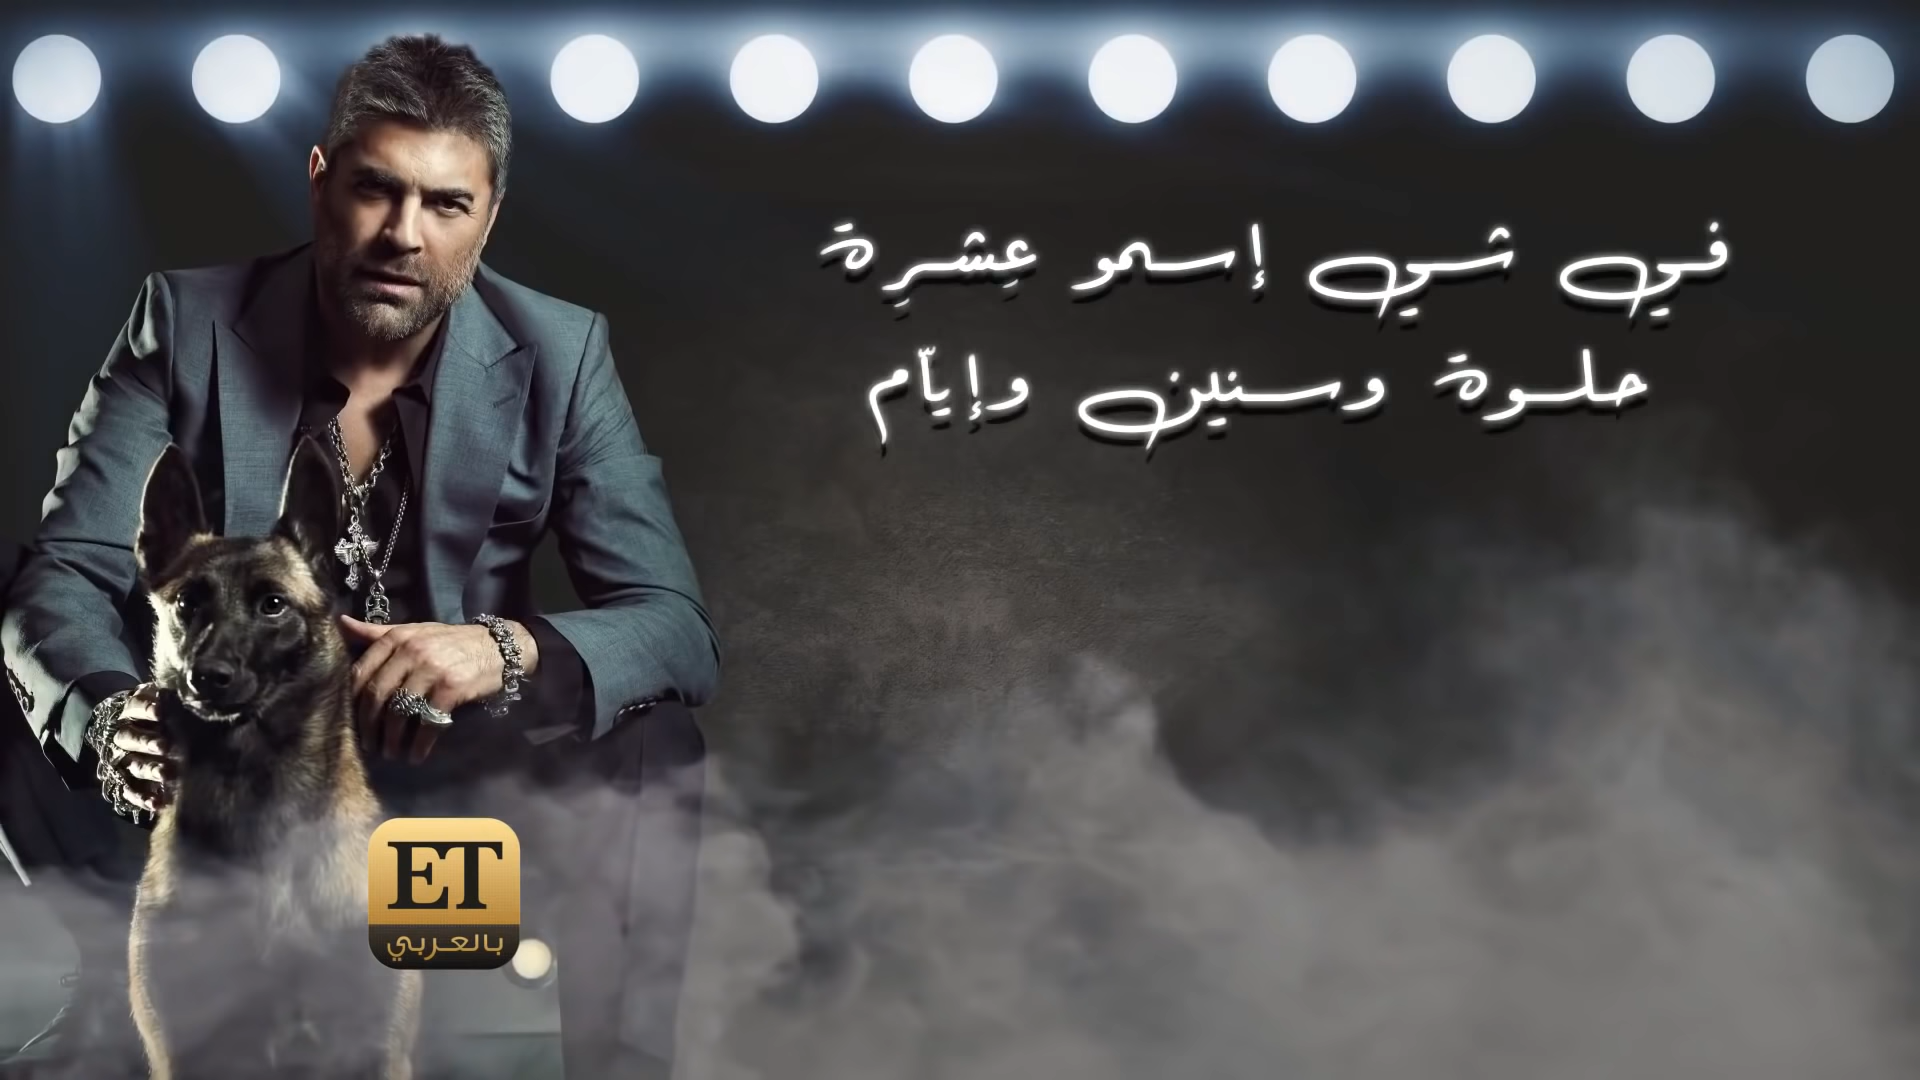 في شي إسمو عِشرِة
حلوة وسنين وإيّام
ET
بالعربي